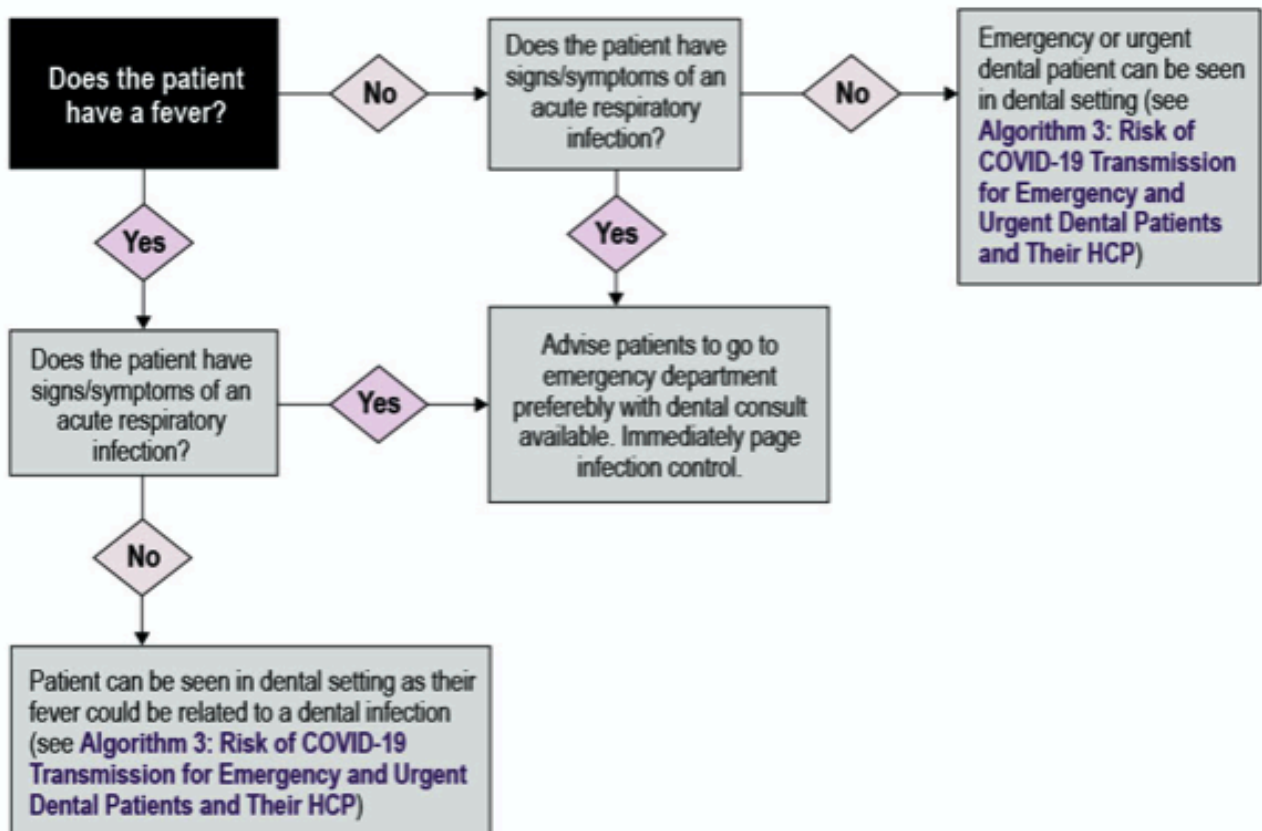 Does the patient
have a fever?
No
Does the patient have
signs/symptoms of an
acute respiratory
infection?
No
Emergency or urgent
dental patient can be seen
in dental setting (see
Algorithm 3: Risk of
COVID-19 Transmission
for Emergency and
Urgent Dental Patients
and Their HCP)
Yes
Yes
Does the patient have
signs/symptoms of an
acute respiratory
infection?
Yes
Advise patients to go to
emergency department
preferebly with dental consult
available. Immediately page
infection control.
No
Patient can be seen in dental setting as their
fever could be related to a dental infection
(see Algorithm 3: Risk of COVID-19
Transmission for Emergency and Urgent
Dental Patients and Their HCP)